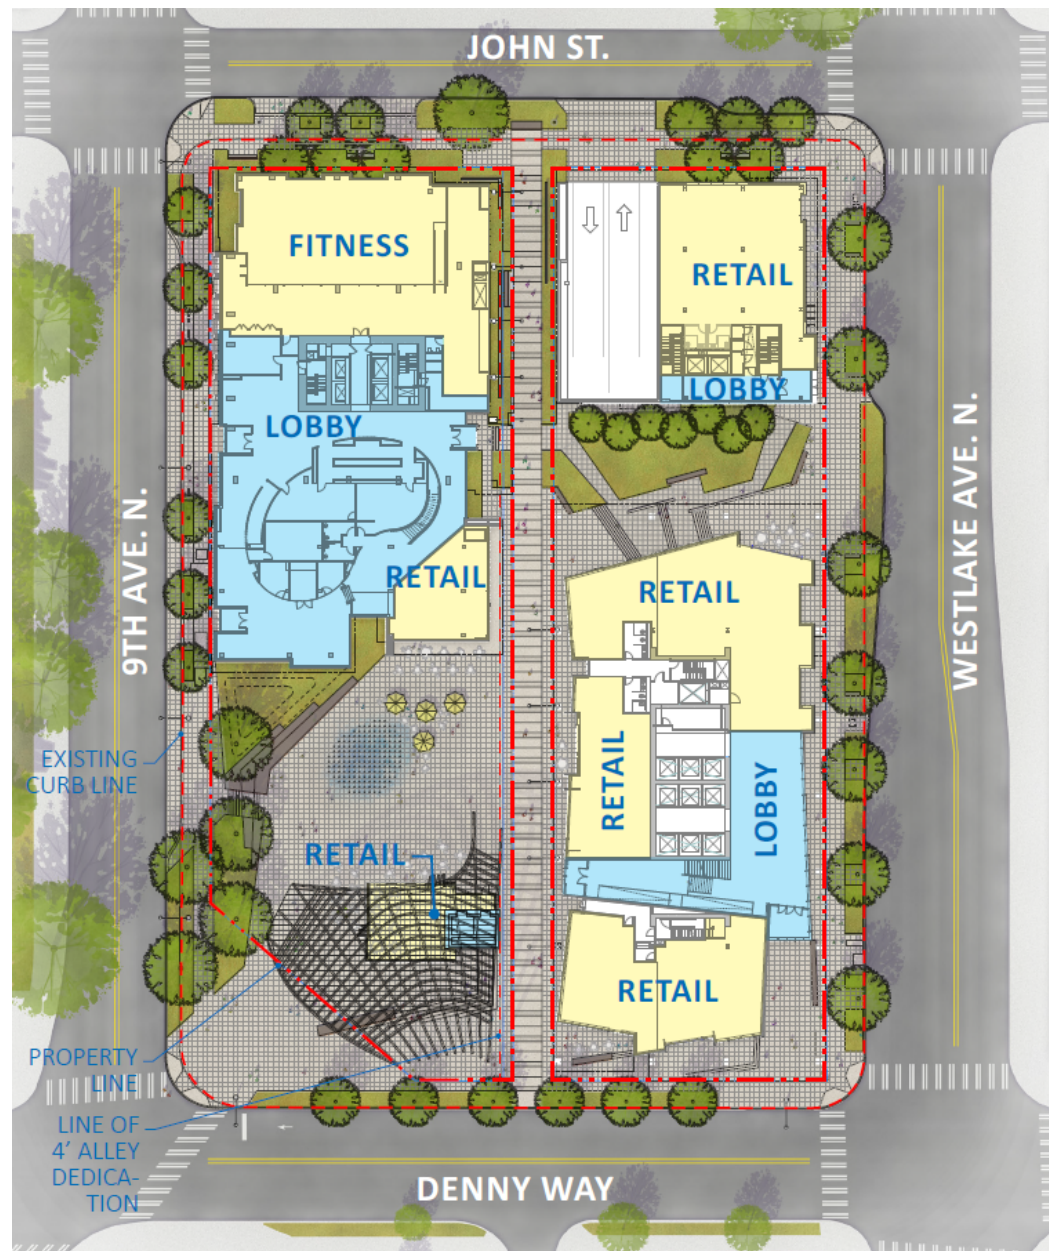 JOHN ST.
FITNESS
RETAIL
LOBBY
LOBBY
RETAIL
RETAIL
9TH AVE. N.
WESTLAKE AVE. N.
EXISTING
CURB LINE
RETAIL
LOBBY
RETAIL
RETAIL
PROPERTY
LINE
LINE OF
4’ ALLEY
DEDICA-
TION
DENNY WAY